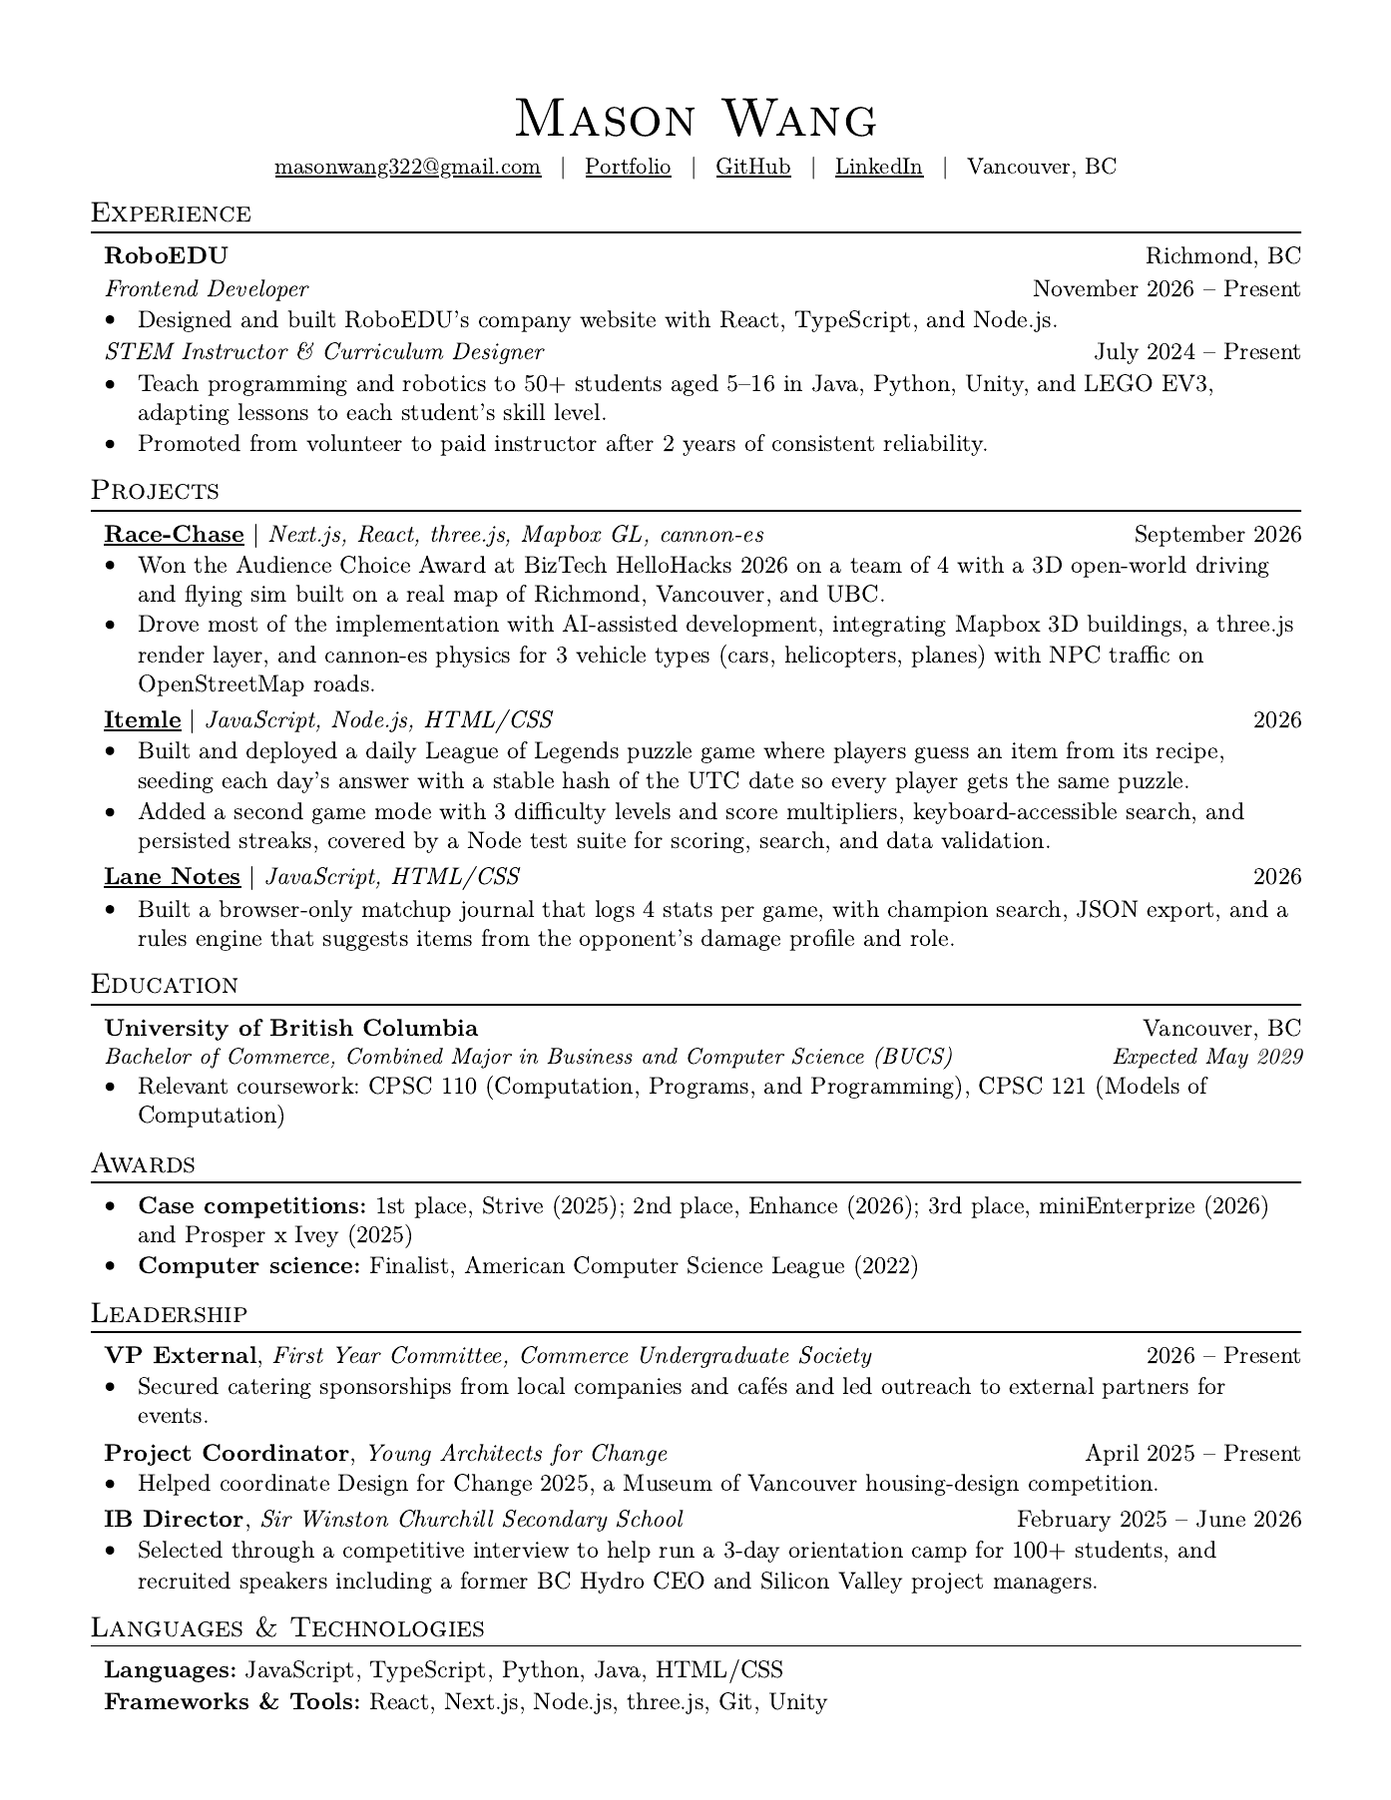 Mason Wang
masonwang322@gmail.com | Portfolio | GitHub | LinkedIn | Vancouver, BC
Experience
RoboEDU Richmond, BC
Frontend Developer November 2026 – Present
• Designed and built RoboEDU's company website with React, TypeScript, and Node.js.
STEM Instructor & Curriculum Designer July 2024 – Present
• Teach programming and robotics to 50+ students aged 5–16 in Java, Python, Unity, and LEGO EV3,
adapting lessons to each student's skill level.
• Promoted from volunteer to paid instructor after 2 years of consistent reliability.
Projects
Race-Chase | Next.js, React, three.js, Mapbox GL, cannon-es September 2026
• Won the Audience Choice Award at BizTech HelloHacks 2026 on a team of 4 with a 3D open-world driving
and flying sim built on a real map of Richmond, Vancouver, and UBC.
• Drove most of the implementation with AI-assisted development, integrating Mapbox 3D buildings, a three.js
render layer, and cannon-es physics for 3 vehicle types (cars, helicopters, planes) with NPC traffic on
OpenStreetMap roads.
Itemle | JavaScript, Node.js, HTML/CSS 2026
• Built and deployed a daily League of Legends puzzle game where players guess an item from its recipe,
seeding each day's answer with a stable hash of the UTC date so every player gets the same puzzle.
• Added a second game mode with 3 difficulty levels and score multipliers, keyboard-accessible search, and
persisted streaks, covered by a Node test suite for scoring, search, and data validation.
Lane Notes | JavaScript, HTML/CSS 2026
• Built a browser-only matchup journal that logs 4 stats per game, with champion search, JSON export, and a
rules engine that suggests items from the opponent's damage profile and role.
Education
University of British Columbia Vancouver, BC
Bachelor of Commerce, Combined Major in Business and Computer Science (BUCS) Expected May 2029
• Relevant coursework: CPSC 110 (Computation, Programs, and Programming), CPSC 121 (Models of
Computation)
Awards
• Case competitions: 1st place, Strive (2025); 2nd place, Enhance (2026); 3rd place, miniEnterprize (2026)
and Prosper x Ivey (2025)
• Computer science: Finalist, American Computer Science League (2022)
Leadership
VP External, First Year Committee, Commerce Undergraduate Society 2026 – Present
• Secured catering sponsorships from local companies and cafés and led outreach to external partners for
events.
Project Coordinator, Young Architects for Change April 2025 – Present
• Helped coordinate Design for Change 2025, a Museum of Vancouver housing-design competition.
IB Director, Sir Winston Churchill Secondary School February 2025 – June 2026
• Selected through a competitive interview to help run a 3-day orientation camp for 100+ students, and
recruited speakers including a former BC Hydro CEO and Silicon Valley project managers.
Languages & Technologies
Languages: JavaScript, TypeScript, Python, Java, HTML/CSS
Frameworks & Tools: React, Next.js, Node.js, three.js, Git, Unity